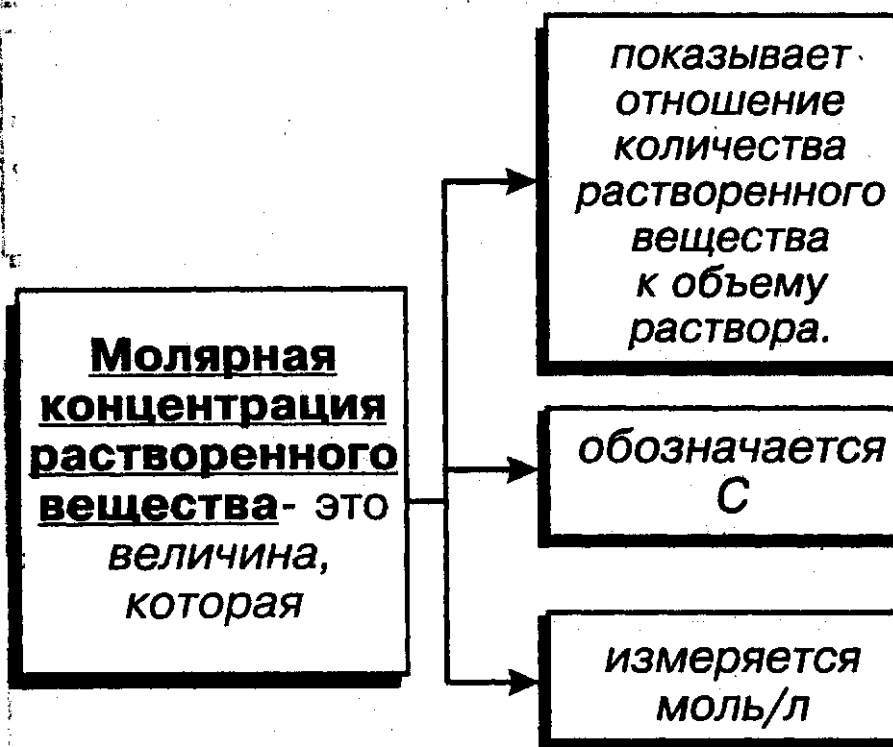 Молярная
концентрация
растворенного
вещества- это
величина,
которая
показывает
отношение
количества
растворенного
вещества
к объему
раствора.
обозначается
С
измеряется
моль/л